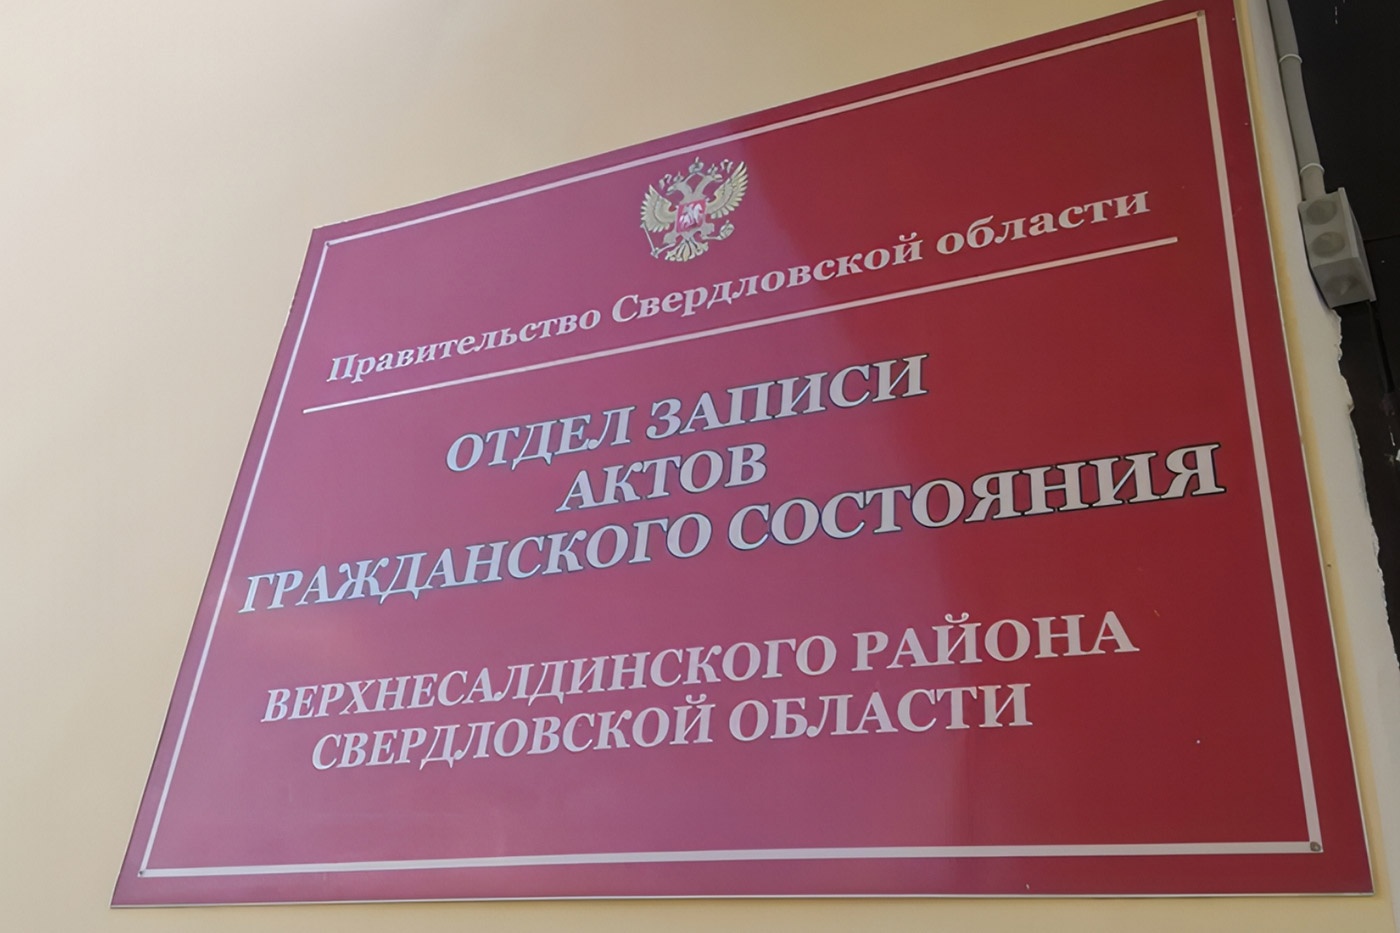 Правительство Свердловской области
ОТДЕЛ ЗАПИСИ
АКТОВ
ГРАЖДАНСКОГО СОСТОЯНИЯ
ВЕРХНЕСАЛДИНСКОГО РАЙОНА
СВЕРДЛОВСКОЙ ОБЛАСТИ